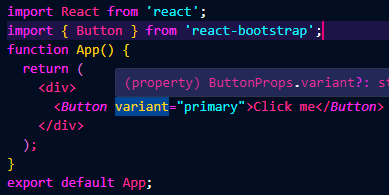 import React from 'react';
import { Button } from 'react-bootstrap';
function App() {
return (
(property) ButtonProps.variant?: st
<div>
<Button variant="primary">Click me</Button>
</div>
);
}
export default App;